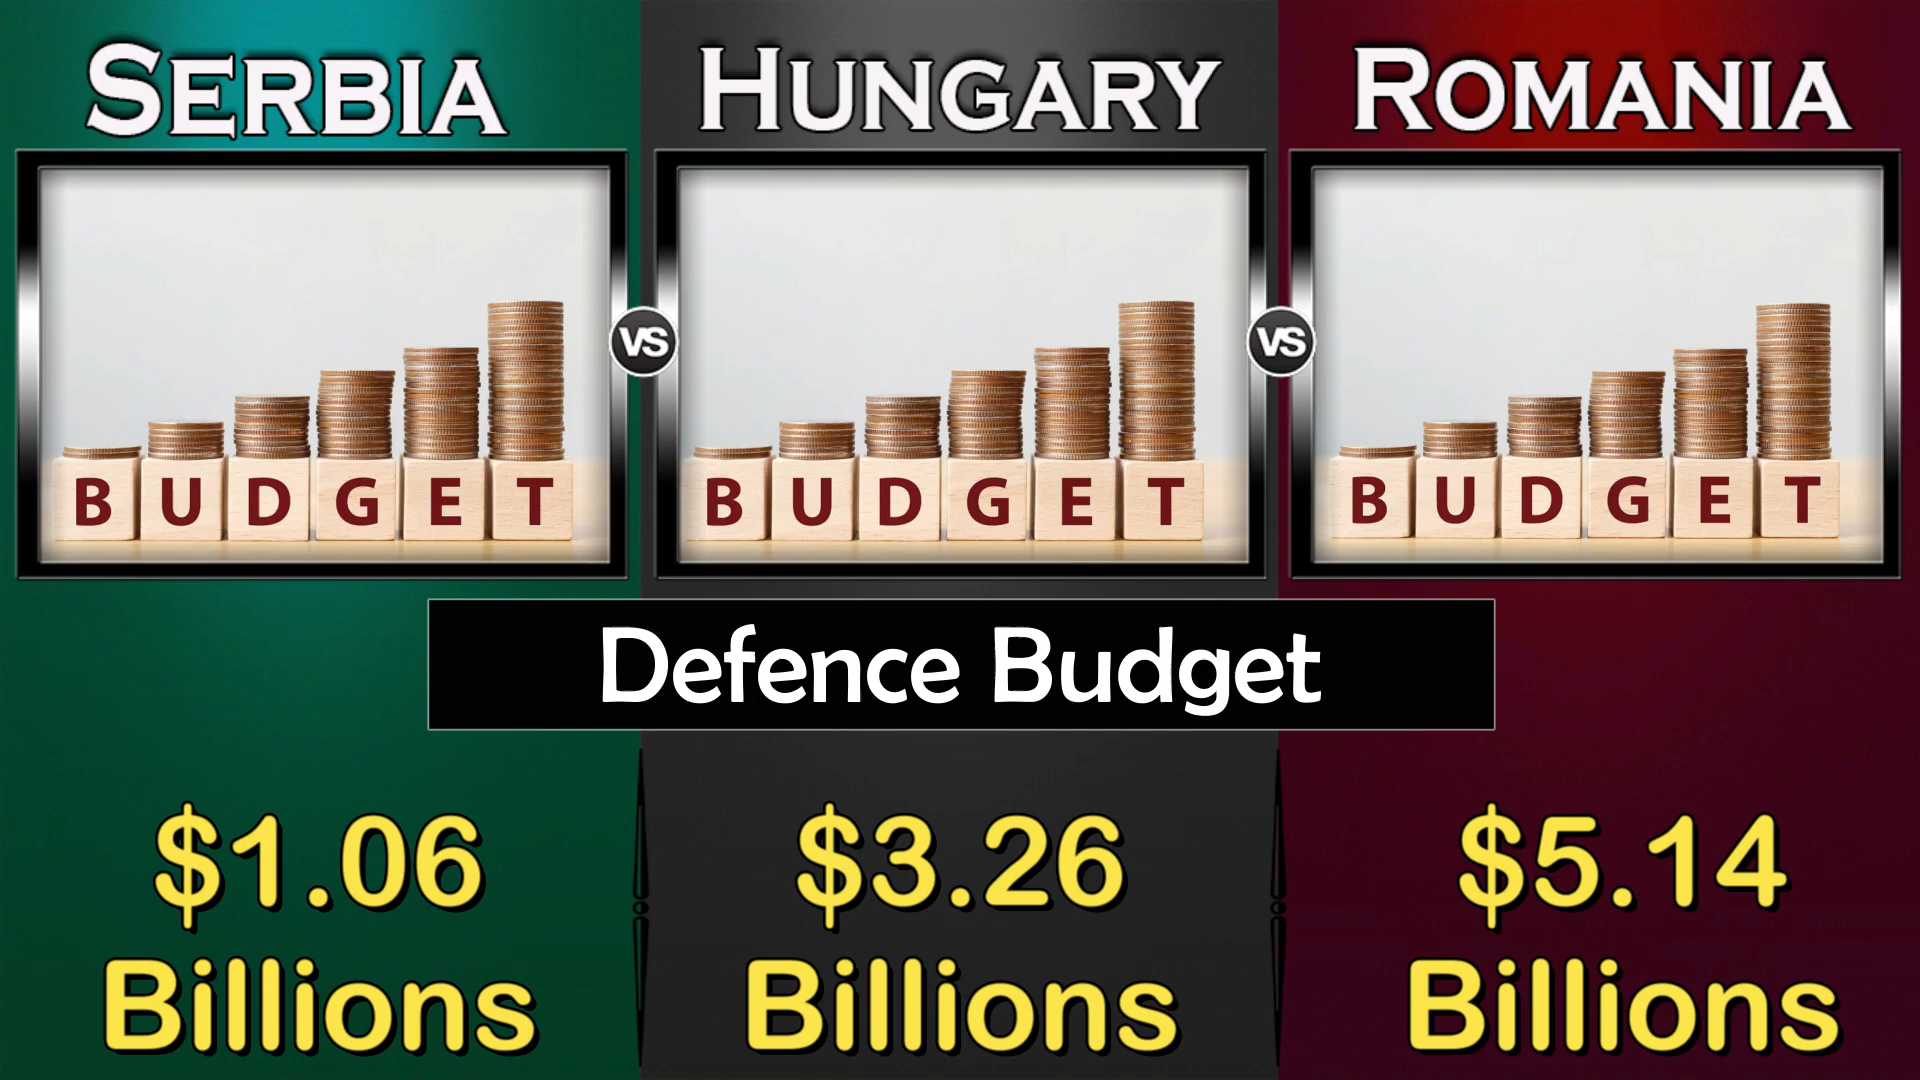 SERBIA
HUNGARY
ROMANIA
VS
VS
BUDGET
BUDGET
BUDGET
Defence Budget
$1.06
Billions
$3.26
Billions
$5.14
Billions